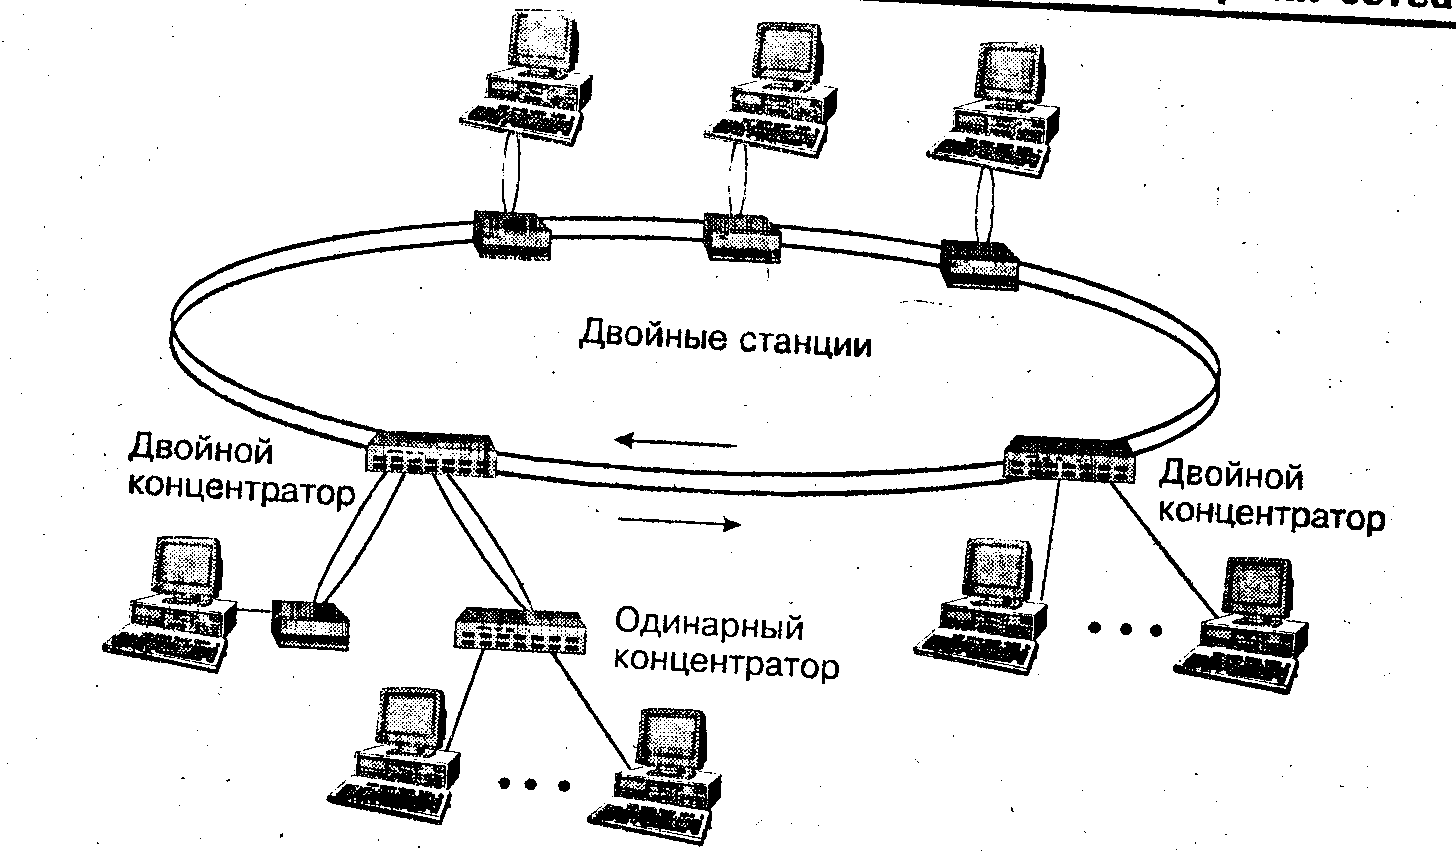 Двойные станции
Двойной
концентратор
Двойной
концентратор
Одинарный
концентратор